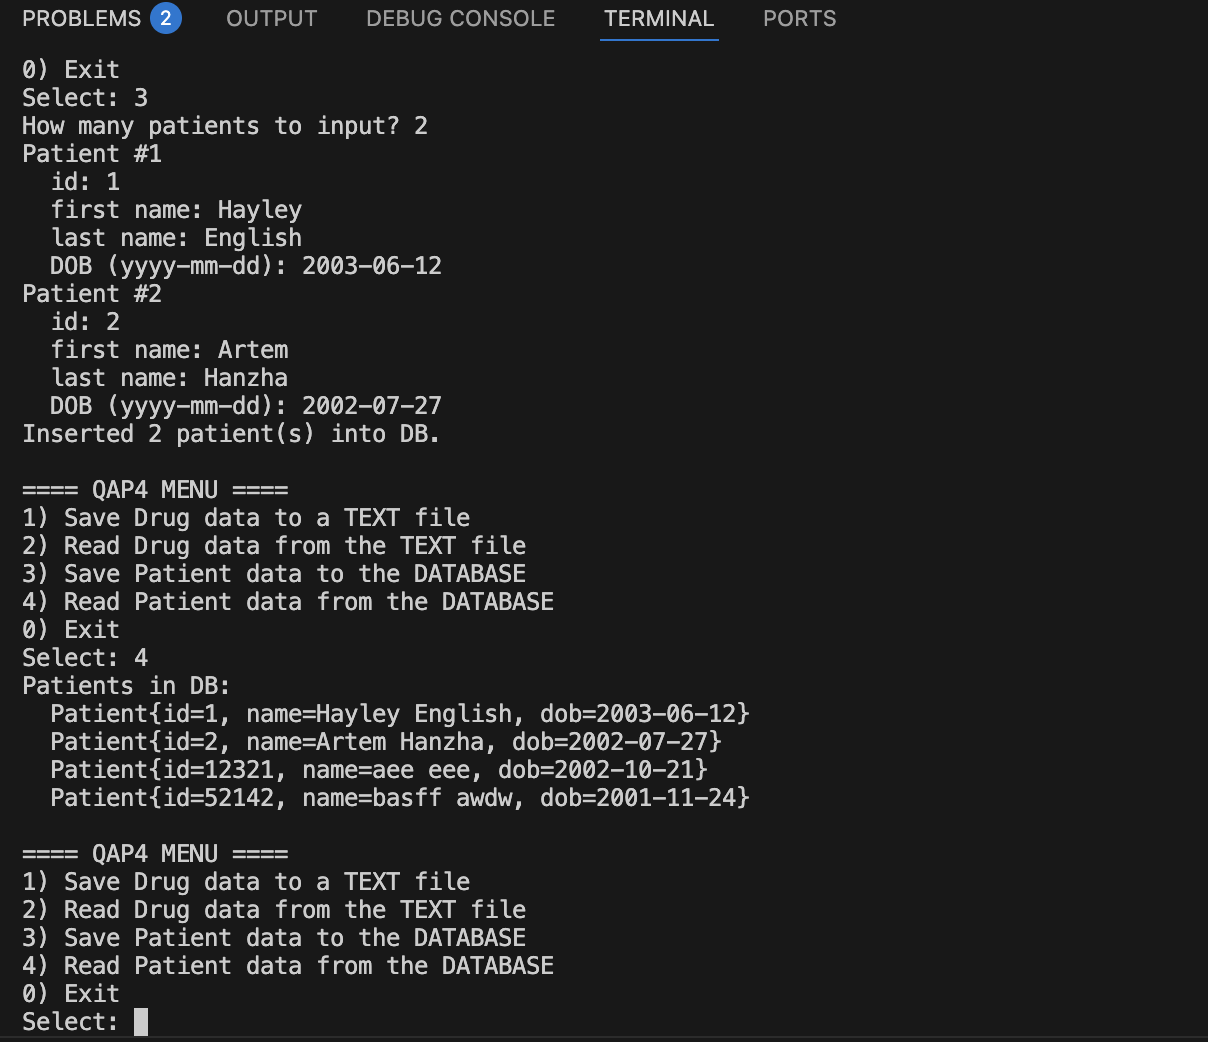 PROBLEMS 2 OUTPUT DEBUG CONSOLE TERMINAL PORTS
0) Exit
Select: 3
How many patients to input? 2
Patient #1
  id: 1
  first name: Hayley
  last name: English
  DOB (yyyy-mm-dd): 2003-06-12
Patient #2
  id: 2
  first name: Artem
  last name: Hanzha
  DOB (yyyy-mm-dd): 2002-07-27
Inserted 2 patient(s) into DB.

==== QAP4 MENU ====
1) Save Drug data to a TEXT file
2) Read Drug data from the TEXT file
3) Save Patient data to the DATABASE
4) Read Patient data from the DATABASE
0) Exit
Select: 4
Patients in DB:
  Patient{id=1, name=Hayley English, dob=2003-06-12}
  Patient{id=2, name=Artem Hanzha, dob=2002-07-27}
  Patient{id=12321, name=aee eee, dob=2002-10-21}
  Patient{id=52142, name=basff awdw, dob=2001-11-24}

==== QAP4 MENU ====
1) Save Drug data to a TEXT file
2) Read Drug data from the TEXT file
3) Save Patient data to the DATABASE
4) Read Patient data from the DATABASE
0) Exit
Select: